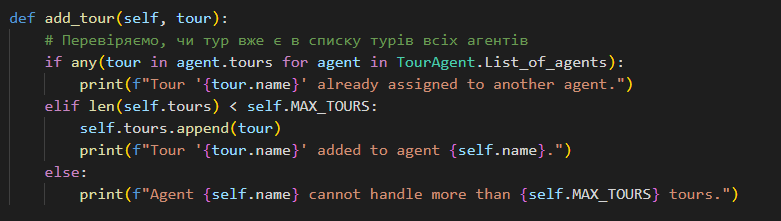 def add_tour(self, tour):
    # Перевіряємо, чи тур вже є в списку турів всіх агентів
    if any(tour in agent.tours for agent in TourAgent.List_of_agents):
        print(f"Tour '{tour.name}' already assigned to another agent.")
    elif len(self.tours) < self.MAX_TOURS:
        self.tours.append(tour)
        print(f"Tour '{tour.name}' added to agent {self.name}.")
    else:
        print(f"Agent {self.name} cannot handle more than {self.MAX_TOURS} tours.")